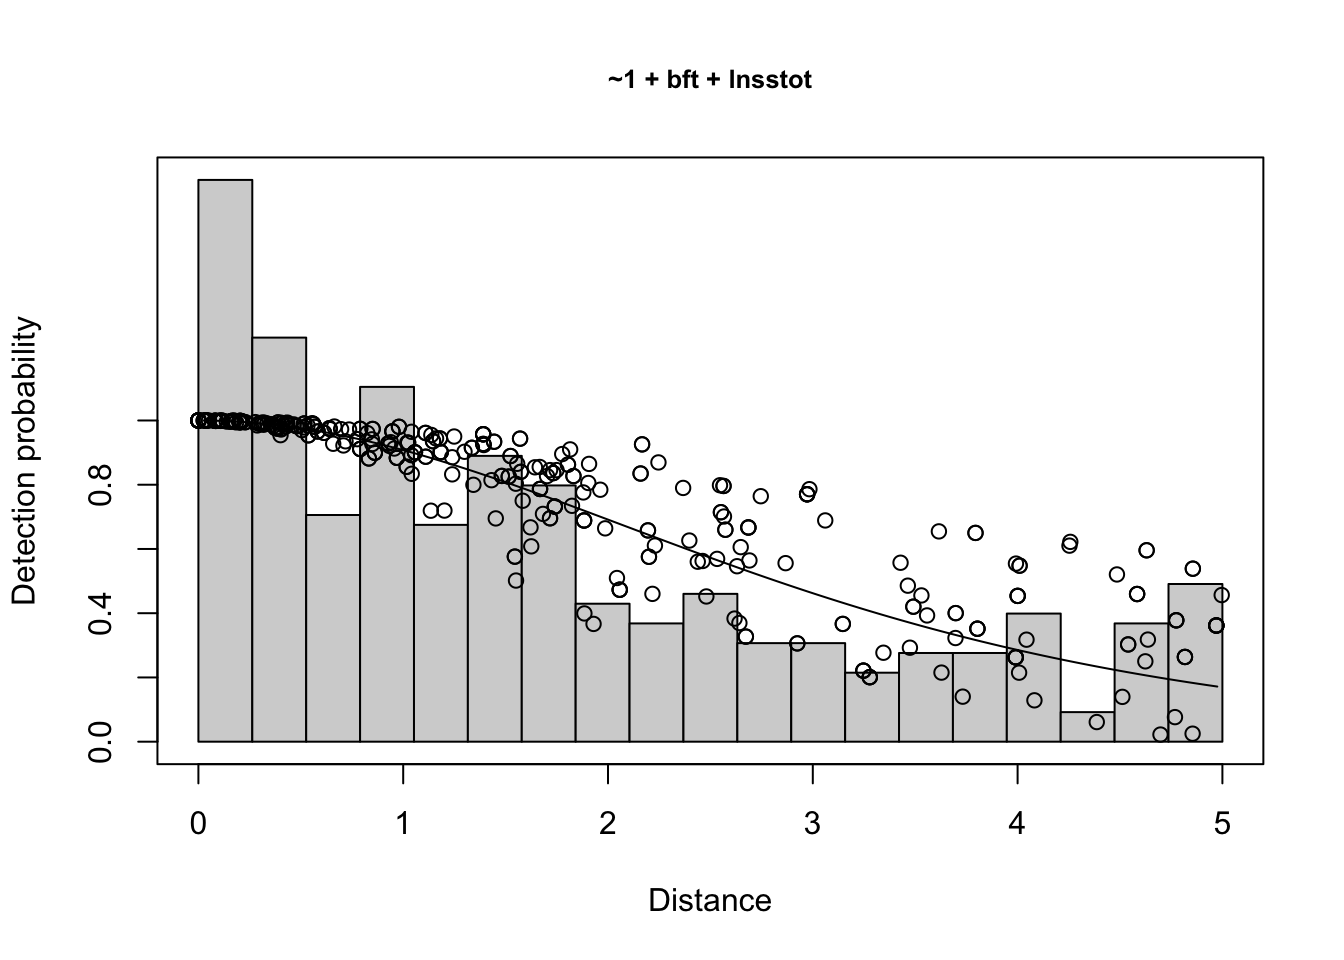 ~1 + bft + lnsstot
Detection probability
0.8
0.4
0.0
0 1 2 3 4 5
Distance